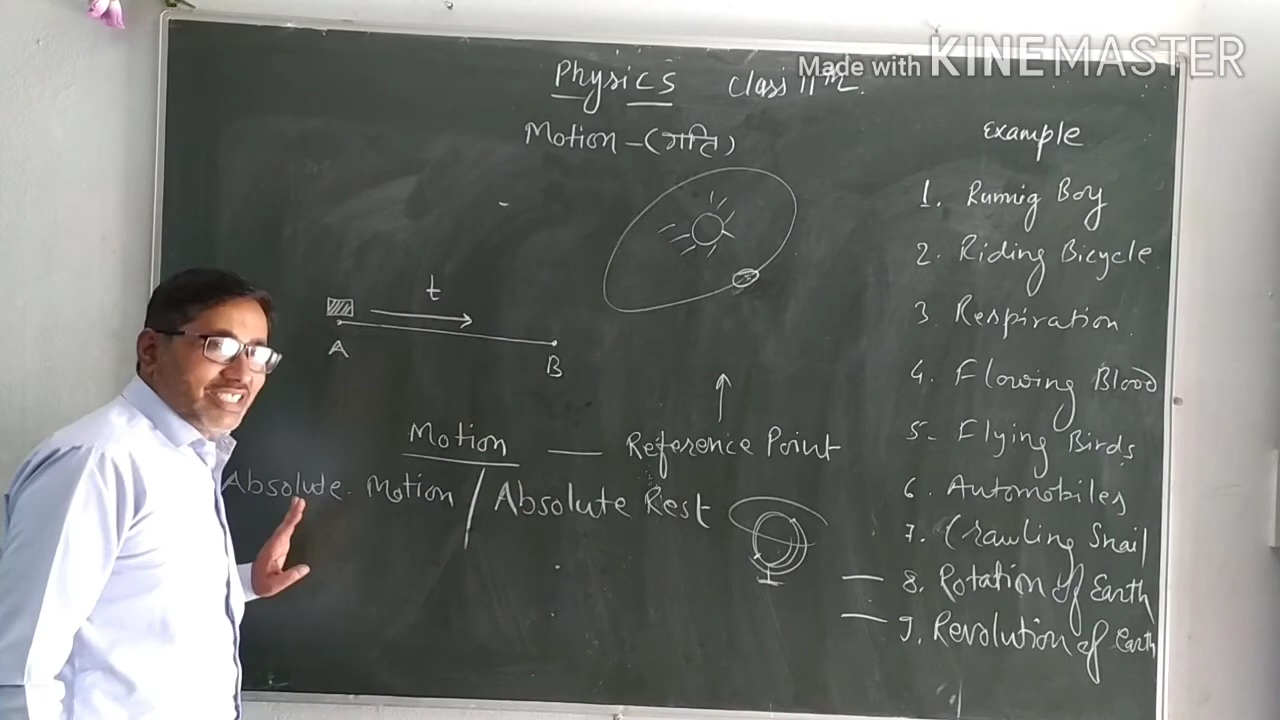 Made with KINEMASTER
Physics Class 11th
Motion - (गति)
t
A
B
Motion — Reference Point
Absolute Motion / Absolute Rest
Example
1. Runnig Boy
2. Riding Bicycle
3. Respiration
4. Flowing Blood
5- Flying Birds
6. Automobiles
7. Crawling Snail
8. Rotation of Earth
9. Revolution of Earth